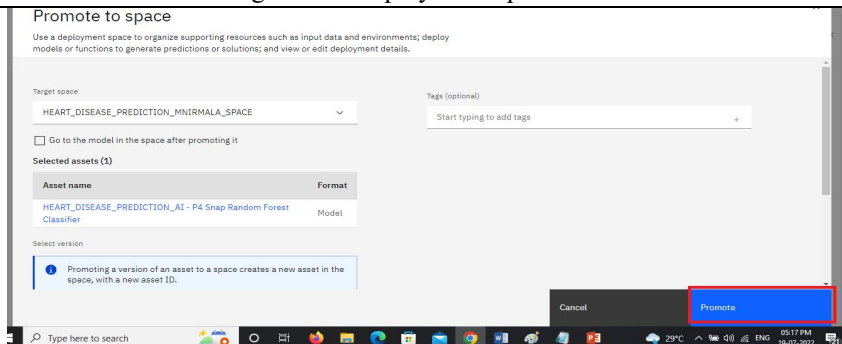 Promote to space
Use a deployment space to organize supporting resources such as input data and environments; deploy
models or functions to generate predictions or solutions; and view or edit deployment details.
Target space
HEART_DISEASE_PREDICTION_MNIRMALA_SPACE
Tags (optional)
Start typing to add tags
+
Go to the model in the space after promoting it
Selected assets (1)
Asset name Format
HEART_DISEASE_PREDICTION_AI - P4 Snap Random Forest
Classifier
Model
Select version
Promoting a version of an asset to a space creates a new asset in the
space, with a new asset ID.
Cancel Promote
Type here to search
29°C ENG
05:17 PM
19-07-2022
21